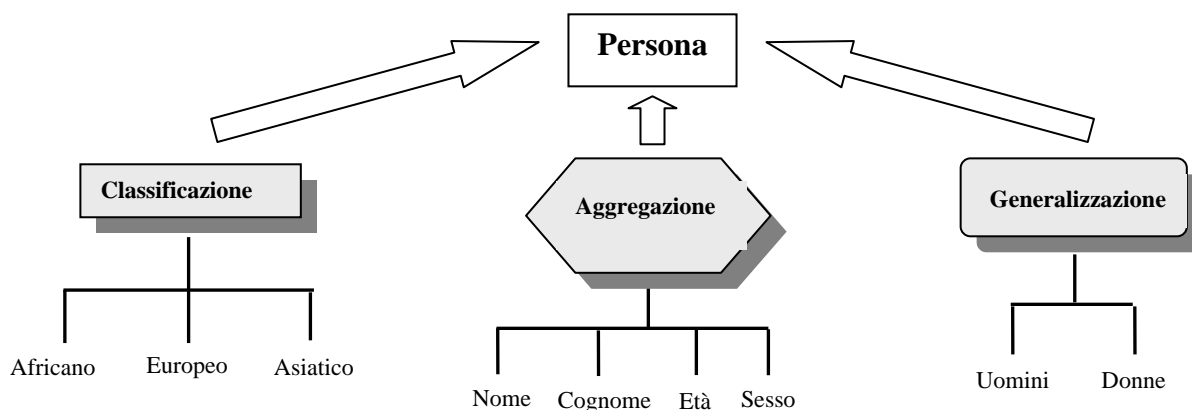 Persona
Classificazione
Aggregazione
Generalizzazione
Africano
Europeo
Asiatico
Nome
Cognome
Età
Sesso
Uomini
Donne